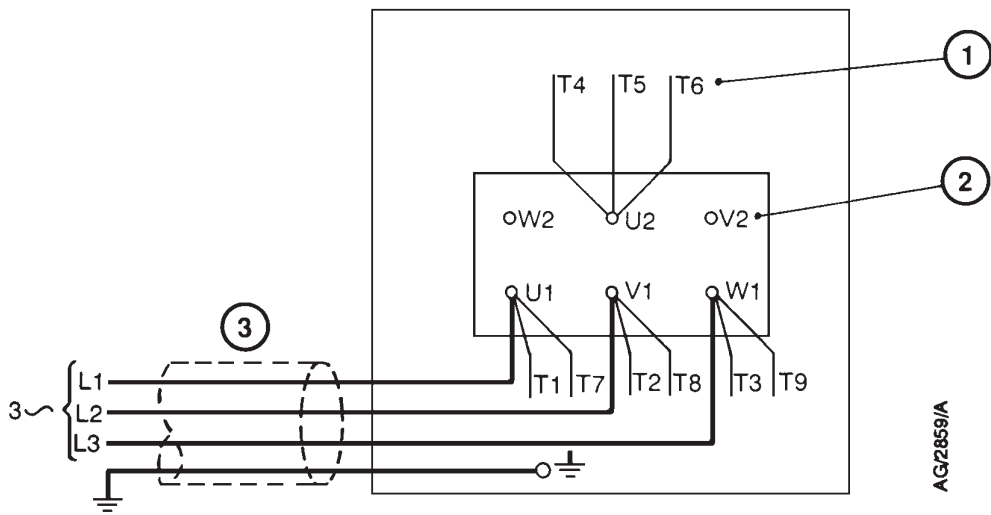 1
T4 T5 T6
2
W2 U2 V2
U1 V1 W1
3
T1 T7 T2 T8 T3 T9
L1
3~ L2
L3
AG/2859/A